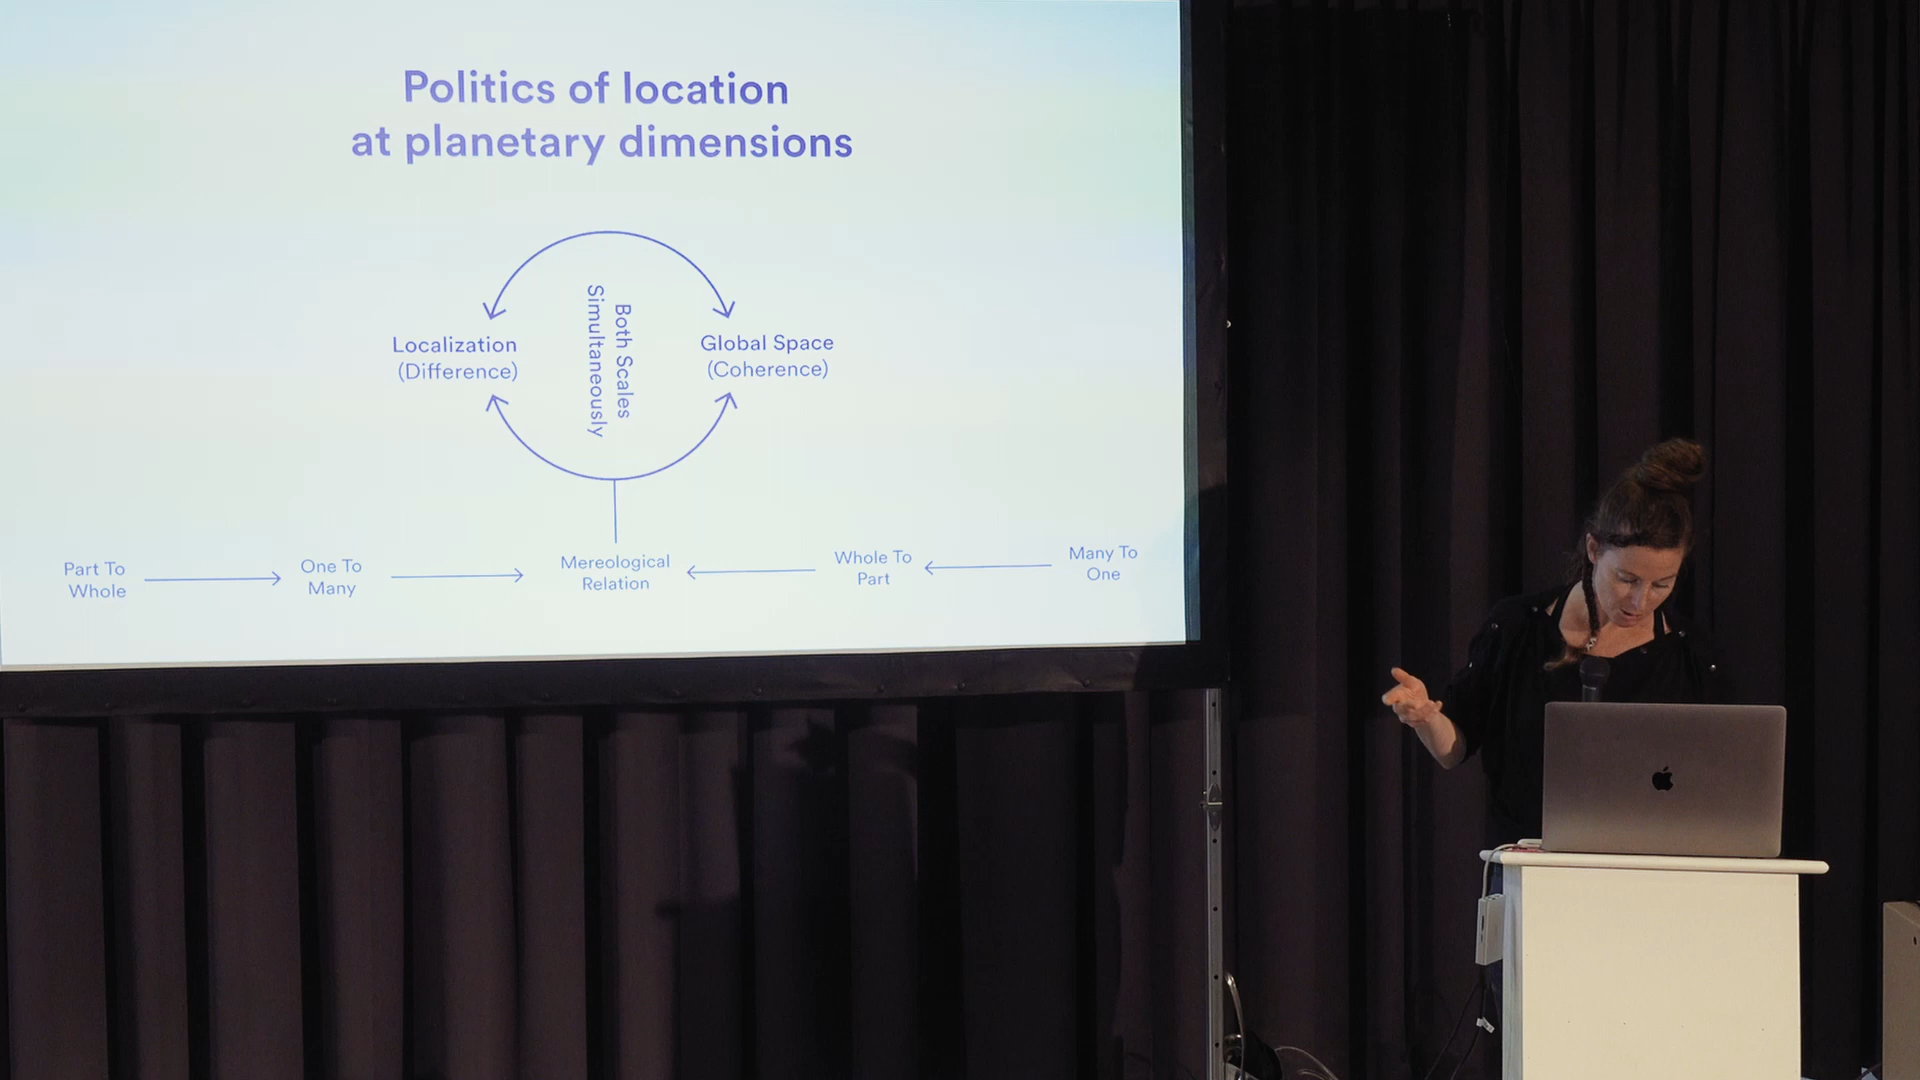 Politics of location
at planetary dimensions
Both Scales
Simultaneously
Localization
(Difference)
Global Space
(Coherence)
Part To
Whole
One To
Many
Mereological
Relation
Whole To
Part
Many To
One